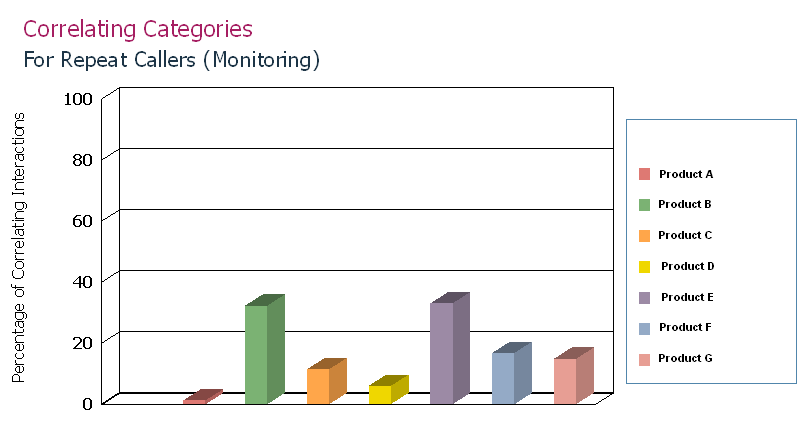 Correlating Categories
For Repeat Callers (Monitoring)
Percentage of Correlating Interactions
100
80
60
40
20
0
Product A
Product B
Product C
Product D
Product E
Product F
Product G